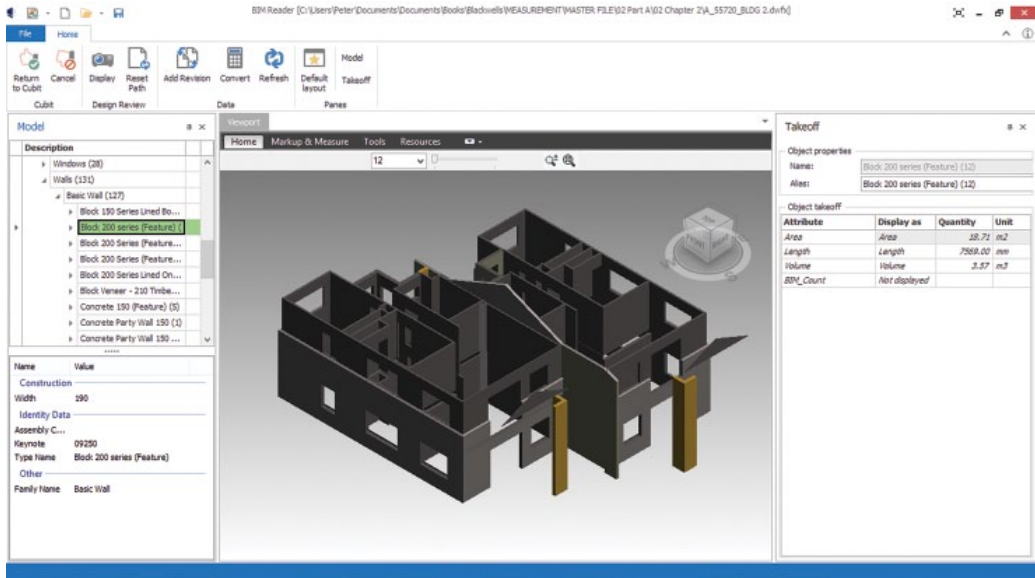 BIM Reader [C:\Users\Peter\Documents\Documents\Books\Blackwells\MEASUREMENT\MASTER FILE\02 Part A\02 Chapter 2\A_55720_BLDG 2.dwfx]
File Home
Return to Cubit
Cancel
Display
Reset Path
Add Revision
Convert
Refresh
Default layout
Model
Takeoff
Cubit Design Review Data Panes
Model
Description
Windows (28)
Walls (131)
Basic Wall (127)
Block 150 Series Lined Bo...
Block 200 series (Feature) (
Block 200 Series (Feature...
Block 200 series (Feature...
Block 200 Series Lined On...
Block Veneer - 210 Timbe...
Concrete 150 (Feature) (5)
Concrete Party Wall 150 (1)
Concrete Party Wall 150 ...
Name Value
Construction
Width 190
Identity Data
Assembly C...
Keynote 09250
Type Name Block 200 series (Feature)
Other
Family Name Basic Wall
Viewport
Home Markup & Measure Tools Resources
12
TOP
FRONT
Takeoff
Object properties
Name: Block 200 series (Feature) (12)
Alias: Block 200 series (Feature) (12)
Object takeoff
Attribute Display as Quantity Unit
Area Area 18.71 m2
Length Length 7569.00 mm
Volume Volume 3.57 m3
BIM_Count Not displayed